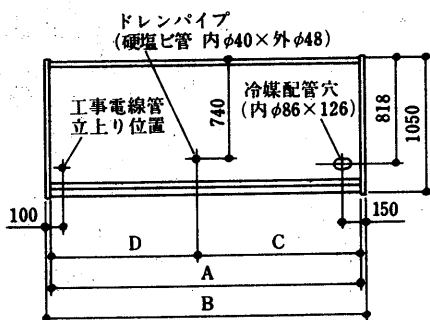 ドレンパイプ
(硬塩ビ管 内φ40×外φ48)
工事電線管
立上り位置
740
冷媒配管穴
(内φ86×126)
818
1050
100
150
D
C
A
B